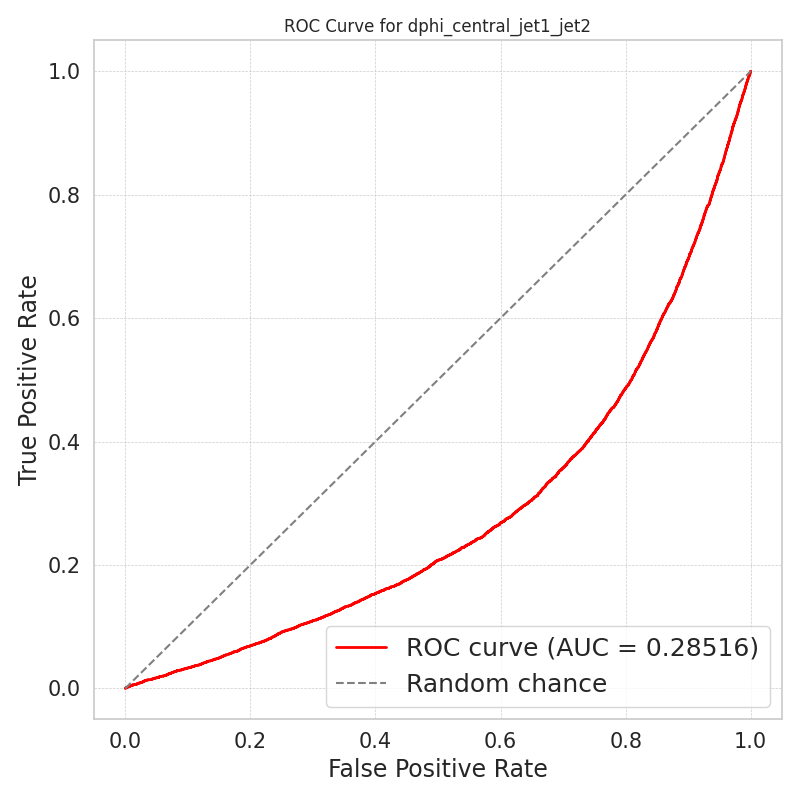 ROC Curve for dphi_central_jet1_jet2
True Positive Rate
1.0
0.8
0.6
0.4
0.2
0.0
ROC curve (AUC = 0.28516)
Random chance
0.0 0.2 0.4 0.6 0.8 1.0
False Positive Rate